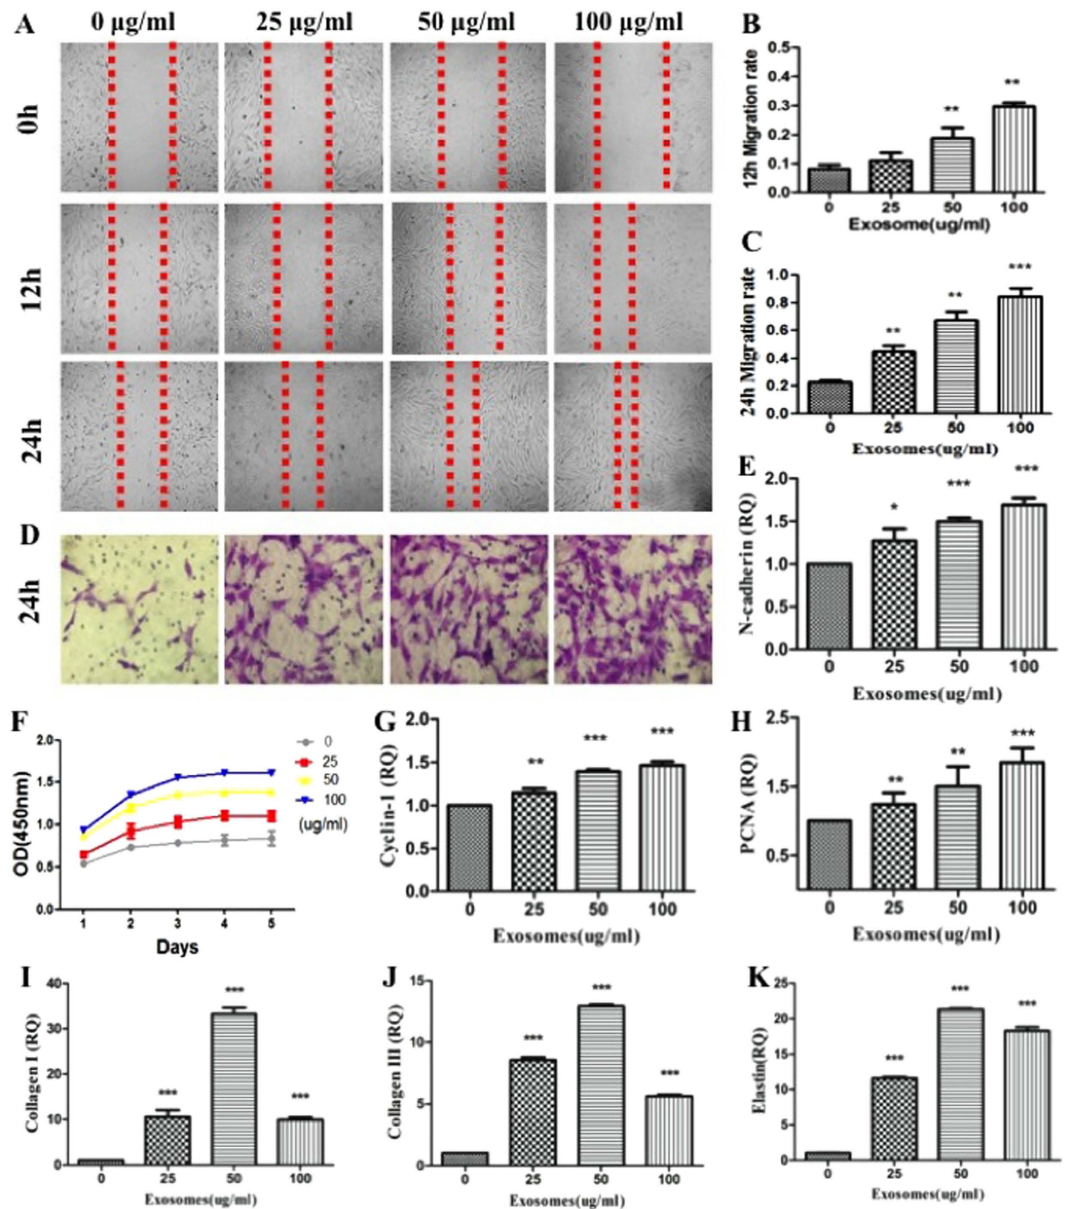 A
0 µg/ml
25 µg/ml
50 µg/ml
100 µg/ml
0h
12h
24h
B
12h Migration rate
0.5
0.4
0.3
0.2
0.1
0.0
**
**
0
25
50
100
Exosome(ug/ml)
C
24h Migration rate
1.0
0.8
0.6
0.4
0.2
0.0
**
**
***
0
25
50
100
Exosomes(ug/ml)
D
24h
E
N-cadherin (RQ)
2.0
1.5
1.0
0.5
0.0
*
***
***
0
25
50
100
Exosomes(ug/ml)
F
OD(450nm)
2.0
1.5
1.0
0.5
0.0
1
2
3
4
5
Days
0
25
50
100
(ug/ml)
G
Cyclin-1 (RQ)
2.0
1.5
1.0
0.5
0.0
**
***
***
0
25
50
100
Exosomes(ug/ml)
H
PCNA (RQ)
2.5
1.5
0.5
**
**
***
0
25
50
100
Exosomes(ug/ml)
I
Collagen I (RQ)
40
30
20
10
0
***
***
***
0
25
50
100
Exosomes(ug/ml)
J
Collagen III (RQ)
15
10
5
0
***
***
***
0
25
50
100
Exosomes(ug/ml)
K
Elastin(RQ)
25
20
15
10
5
0
***
***
***
0
25
50
100
Exosomes(ug/ml)